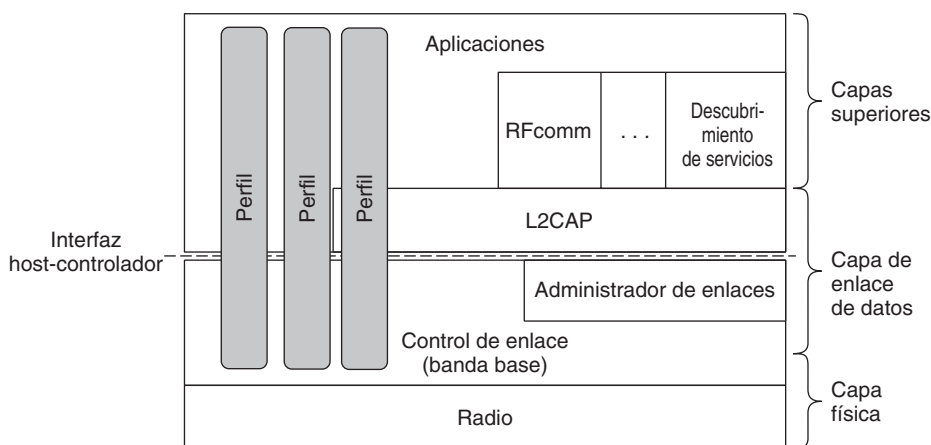 Aplicaciones
RFcomm
. . .
Descubri-
miento
de servicios
Capas
superiores
Perfil
Perfil
Perfil
L2CAP
Interfaz
host-controlador
Administrador de enlaces
Capa de
enlace
de datos
Control de enlace
(banda base)
Radio
Capa
física